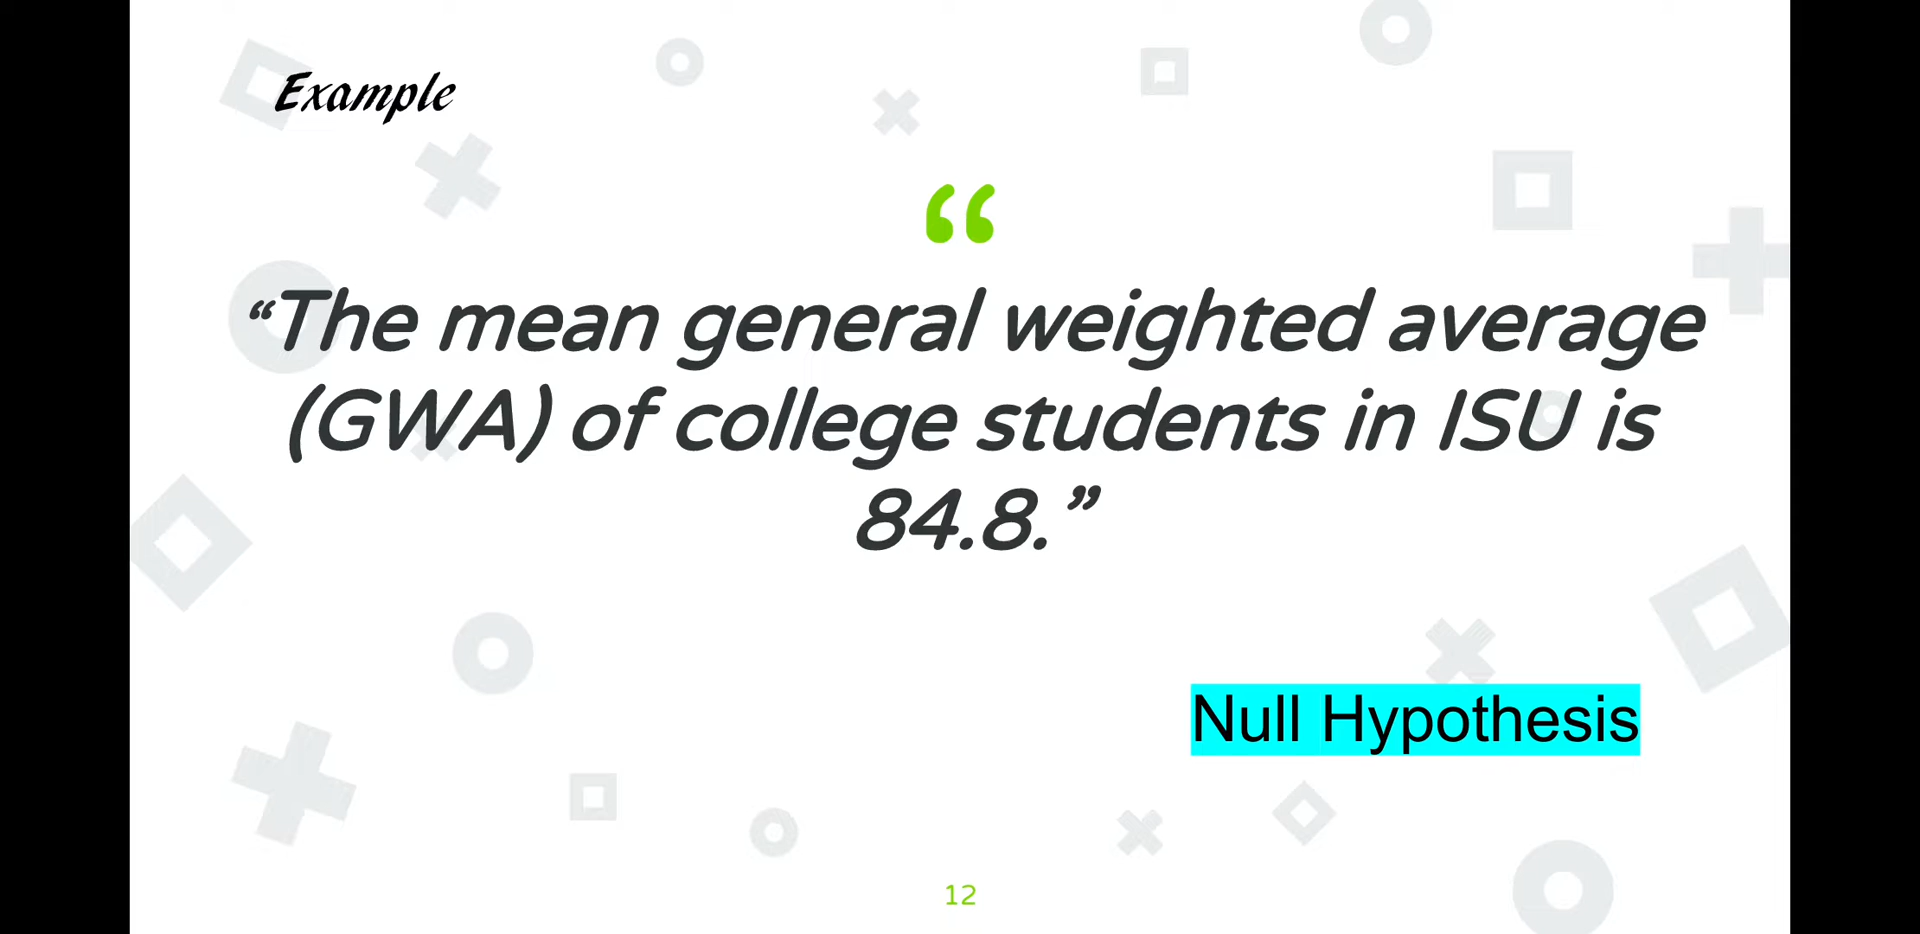 Example
“
“The mean general weighted average
(GWA) of college students in ISU is
84.8.”
Null Hypothesis
12